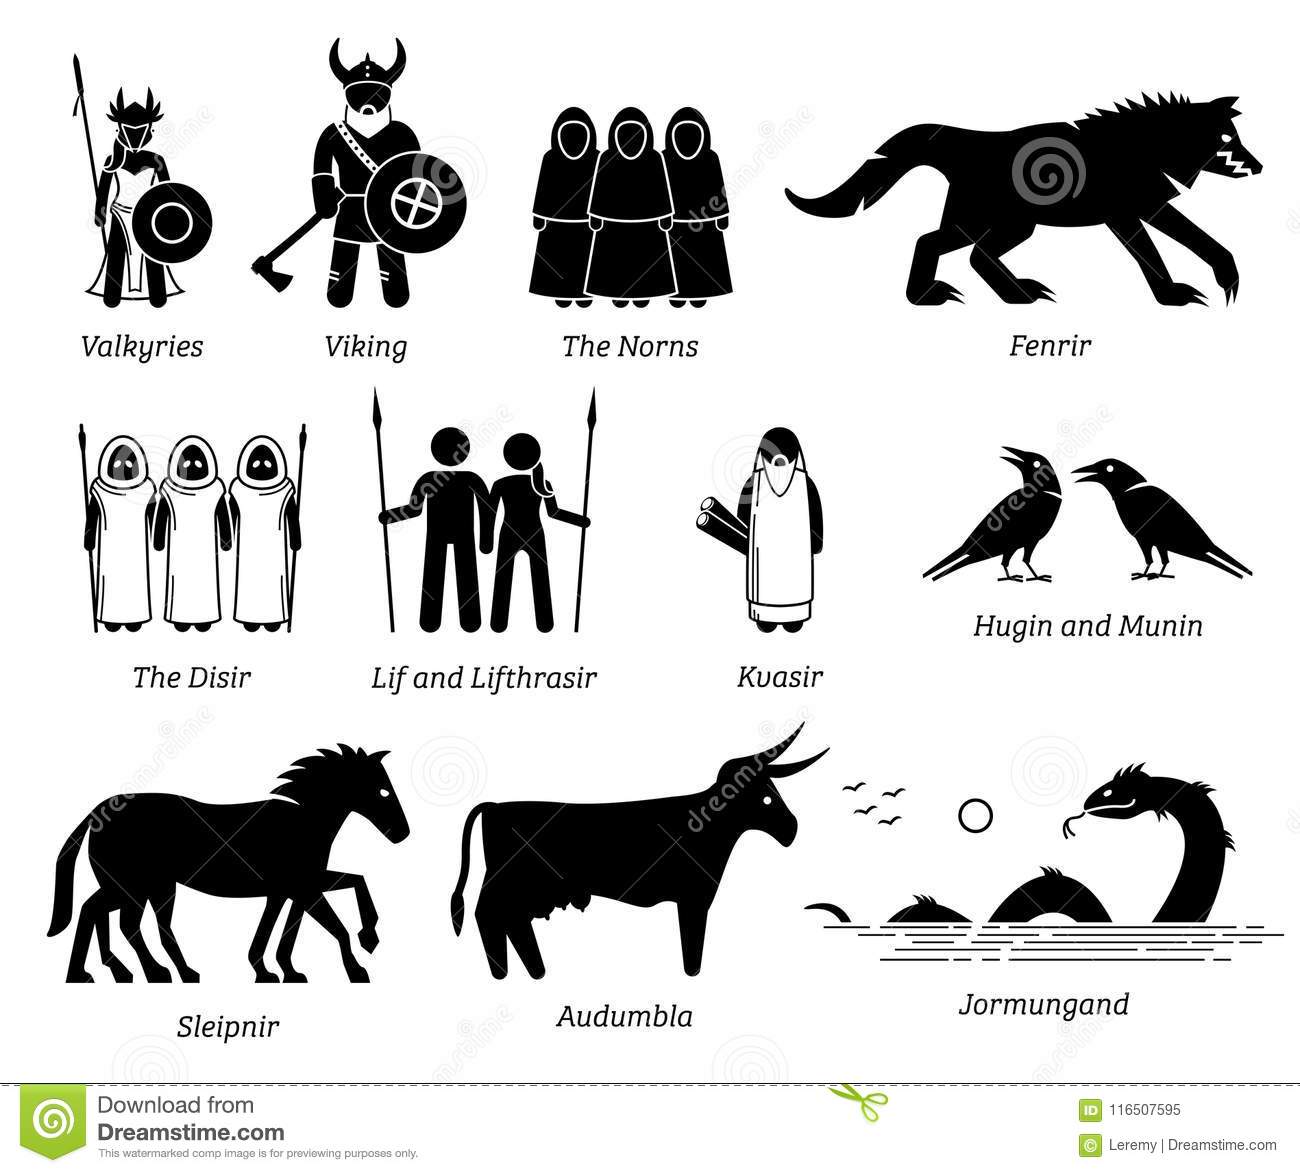 Valkyries
Viking
The Norns
Fenrir
The Disir
Lif and Lifthrasir
Kvasir
Hugin and Munin
Sleipnir
Audumbla
Jormungand
Download from
Dreamstime.com
This watermarked comp image is for previewing purposes only.
ID 116507595
© Leremy | Dreamstime.com
dreamstime